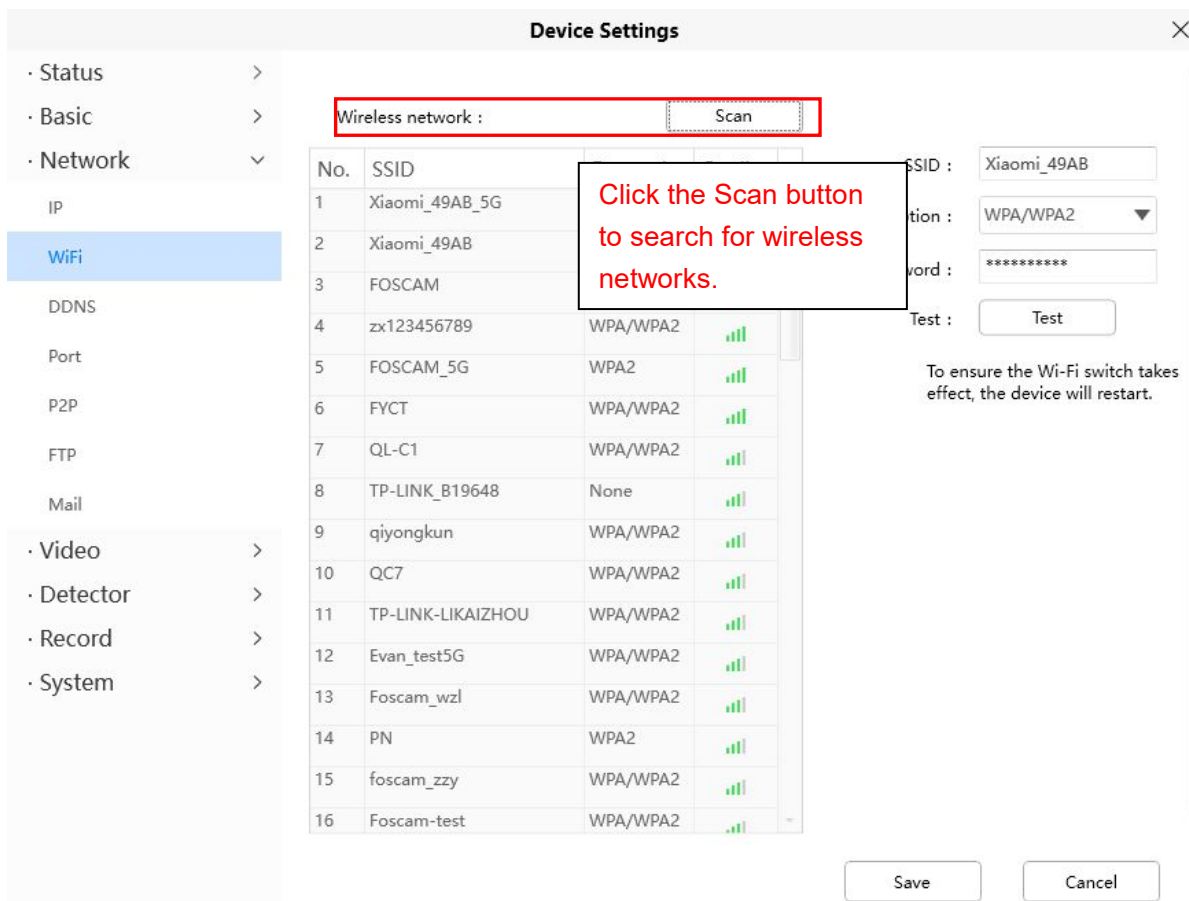 Device Settings
· Status
· Basic
· Network
IP
WiFi
DDNS
Port
P2P
FTP
Mail
· Video
· Detector
· Record
· System
Wireless network : Scan
No. SSID
1 Xiaomi_49AB_5G
2 Xiaomi_49AB
3 FOSCAM
4 zx123456789 WPA/WPA2
5 FOSCAM_5G WPA2
6 FYCT WPA/WPA2
7 QL-C1 WPA/WPA2
8 TP-LINK_B19648 None
9 qiyongkun WPA/WPA2
10 QC7 WPA/WPA2
11 TP-LINK-LIKAIZHOU WPA/WPA2
12 Evan_test5G WPA/WPA2
13 Foscam_wzl WPA/WPA2
14 PN WPA2
15 foscam_zzy WPA/WPA2
16 Foscam-test WPA/WPA2
Click the Scan button
to search for wireless
networks.
SSID : Xiaomi_49AB
WPA/WPA2
**********
Test : Test
To ensure the Wi-Fi switch takes
effect, the device will restart.
Save Cancel